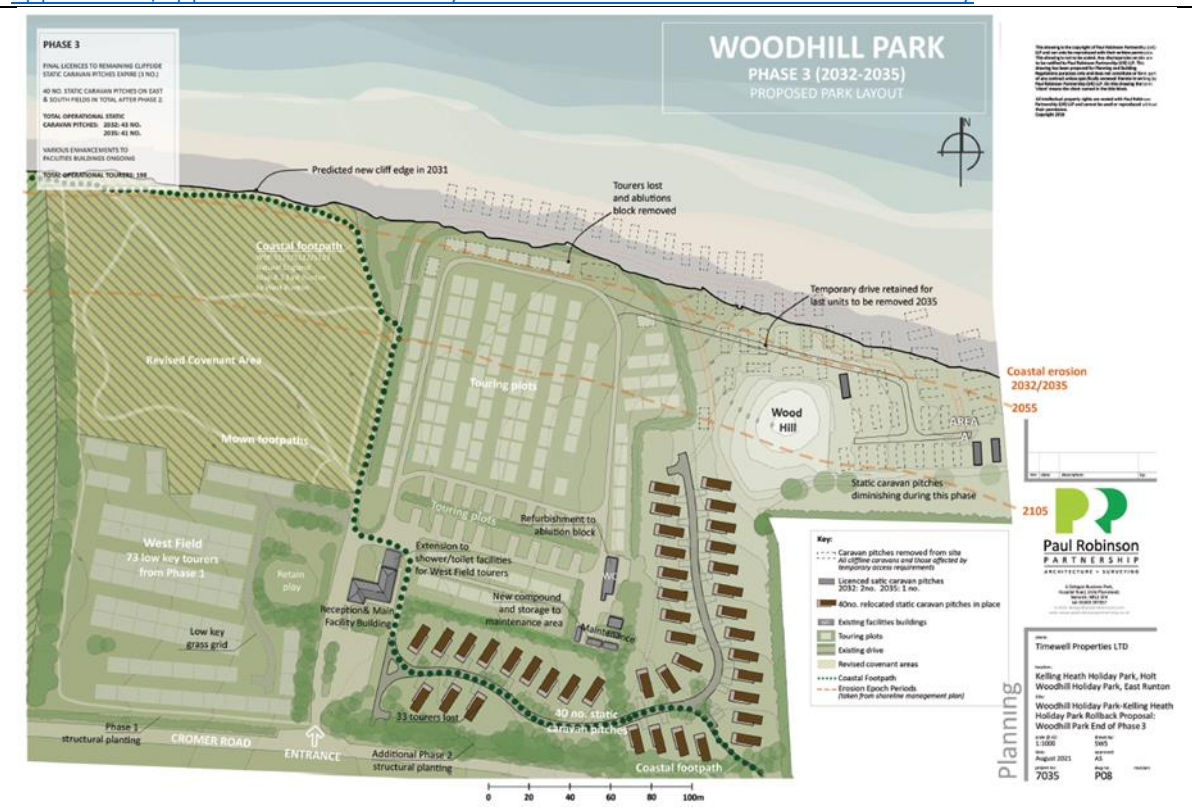 PHASE 3
FINAL LICENCES TO REMAINING CLIFFSIDE
STATIC CARAVAN PITCHES EXPIRE (3 NO.)
40 NO. STATIC CARAVAN PITCHES ON EAST
& SOUTH FIELDS IN TOTAL AFTER PHASE 2.
TOTAL OPERATIONAL STATIC
CARAVAN PITCHES: 2032: 43 NO.
2035: 41 NO.
VARIOUS ENHANCEMENTS TO
FACILITIES BUILDINGS ONGOING
TOTAL OPERATIONAL TOURERS: 198
WOODHILL PARK
PHASE 3 (2032-2035)
PROPOSED PARK LAYOUT
N
Predicted new cliff edge in 2031
Tourers lost
and ablutions
block removed
Coastal footpath
Temporary drive retained for
last units to be removed 2035
Revised Covenant Area
Touring plots
Coastal erosion
2032/2035
2055
Wood
Hill
AREA
Mown footpaths
Static caravan pitches
diminishing during this phase
2105
Touring plots
Refurbishment to
ablution block
West Field
73 low key tourers
from Phase 1
Retain
play
Extension to
shower/toilet facilities
for West Field tourers
WC
New compound
and storage to
maintenance area
Reception & Main
Facility Building
Maintenance
Low key
grass grid
33 tourers lost
40 no. static
caravan pitches
Phase 1
structural planting
CROMER ROAD
ENTRANCE
Additional Phase 2
structural planting
Coastal footpath
0 20 40 60 80 100m
Key:
Caravan pitches removed from site
All cliffline caravans and those affected by
temporary access requirements
Licenced satic caravan pitches
2032: 2no. 2035: 1 no.
40no. relocated static caravan pitches in place
Existing facilities buildings
Touring plots
Existing drive
Revised covenant areas
Coastal Footpath
Erosion Epoch Periods
(taken from shoreline management plan)
Copyright 2018
PR
Paul Robinson
PARTNERSHIP
ARCHITECTURE • SURVEYING
Planning
Timewell Properties LTD
Kelling Heath Holiday Park, Holt
Woodhill Holiday Park, East Runton
Woodhill Holiday Park-Kelling Heath
Holiday Park Rollback Proposal:
Woodhill Park End of Phase 3
1:1000
SWS
August 2021
AS
7035
P08